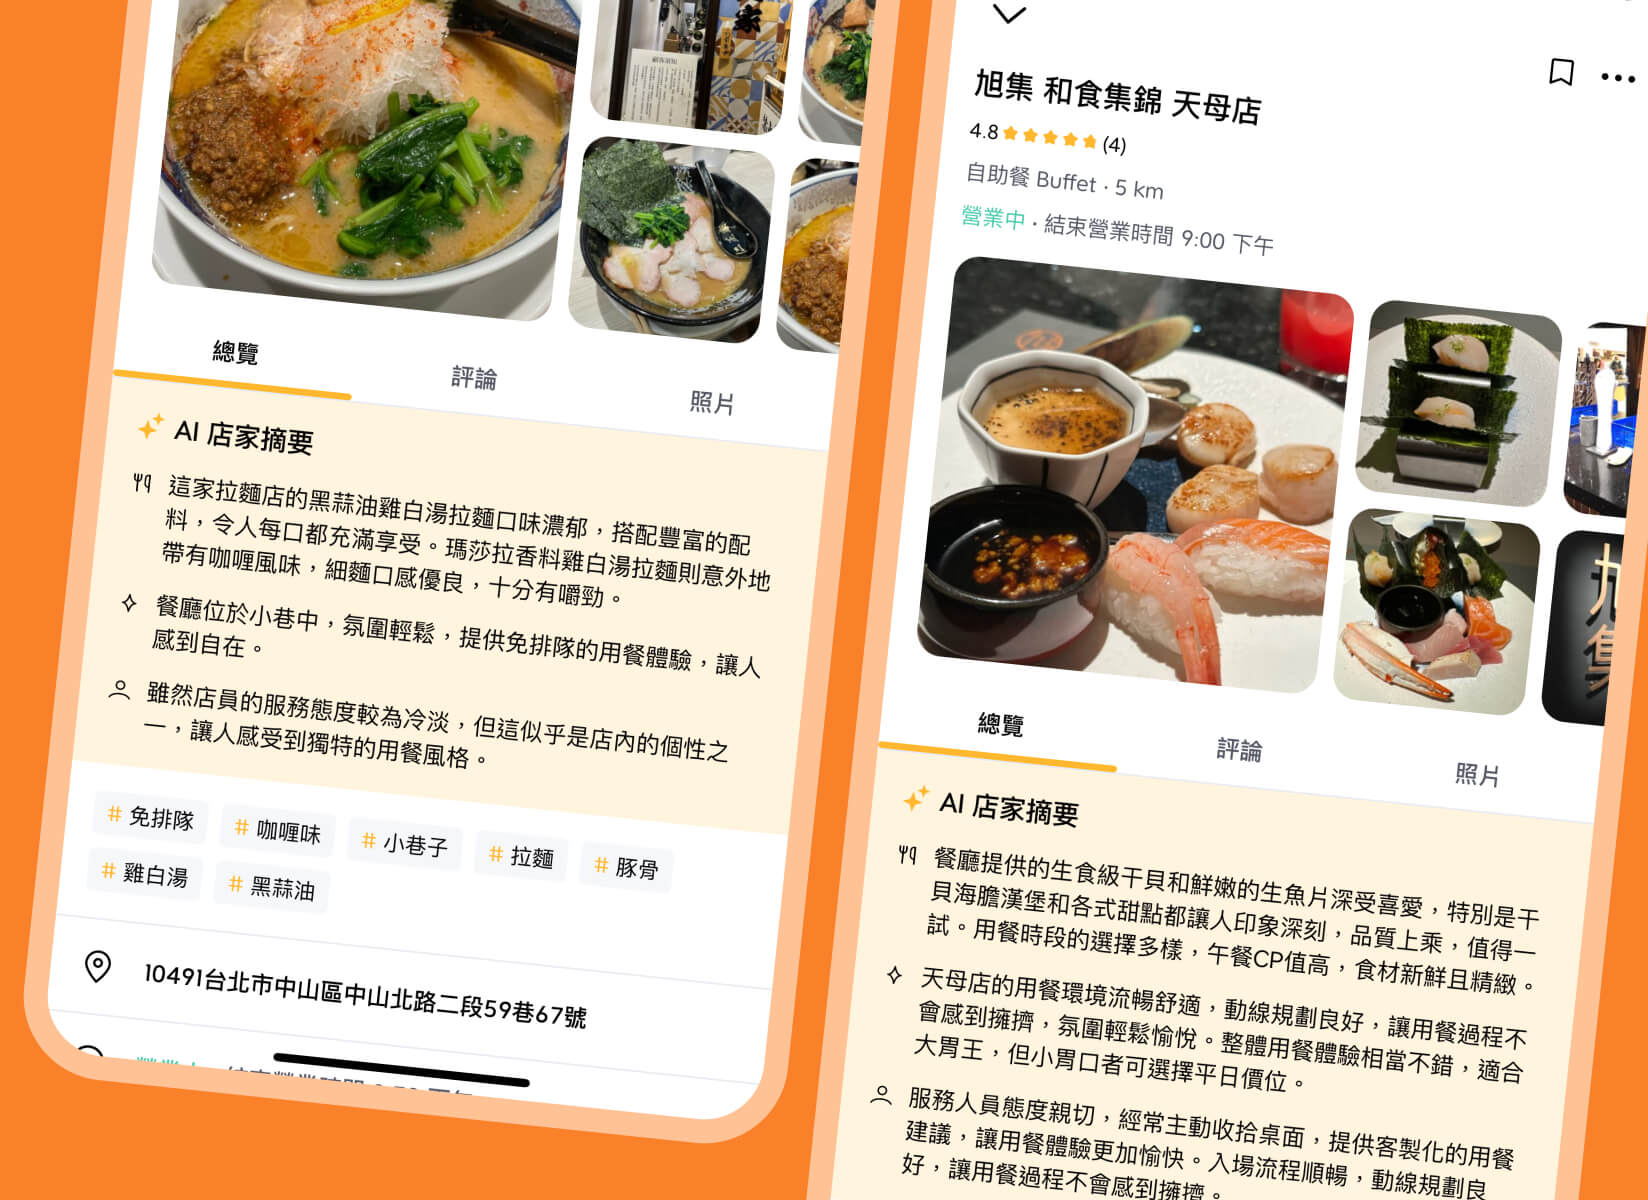 總覽
評論
照片
AI 店家摘要
這家拉麵店的黑蒜油雞白湯拉麵口味濃郁，搭配豐富的配
料，令人每口都充滿享受。瑪莎拉香料雞白湯拉麵則意外地
帶有咖喱風味，細麵口感優良，十分有嚼勁。
餐廳位於小巷中，氛圍輕鬆，提供免排隊的用餐體驗，讓人
感到自在。
雖然店員的服務態度較為冷淡，但這似乎是店內的個性之
一，讓人感受到獨特的用餐風格。
# 免排隊
# 咖喱味
# 小巷子
# 拉麵
# 豚骨
# 雞白湯
# 黑蒜油
10491台北市中山區中山北路二段59巷67號
旭集 和食集錦 天母店
4.8 (4)
自助餐 Buffet · 5 km
營業中 · 結束營業時間 9:00 下午
旭集
總覽
評論
照片
AI 店家摘要
餐廳提供的生食級干貝和鮮嫩的生魚片深受喜愛，特別是干
貝海膽漢堡和各式甜點都讓人印象深刻，品質上乘，值得一
試。用餐時段的選擇多樣，午餐CP值高，食材新鮮且精緻。
天母店的用餐環境流暢舒適，動線規劃良好，讓用餐過程不
會感到擁擠，氛圍輕鬆愉悅。整體用餐體驗相當不錯，適合
大胃王，但小胃口者可選擇平日價位。
服務人員態度親切，經常主動收拾桌面，提供客製化的用餐
建議，讓用餐體驗更加愉快。入場流程順暢，動線規劃良
好，讓用餐過程不會感到擁擠。